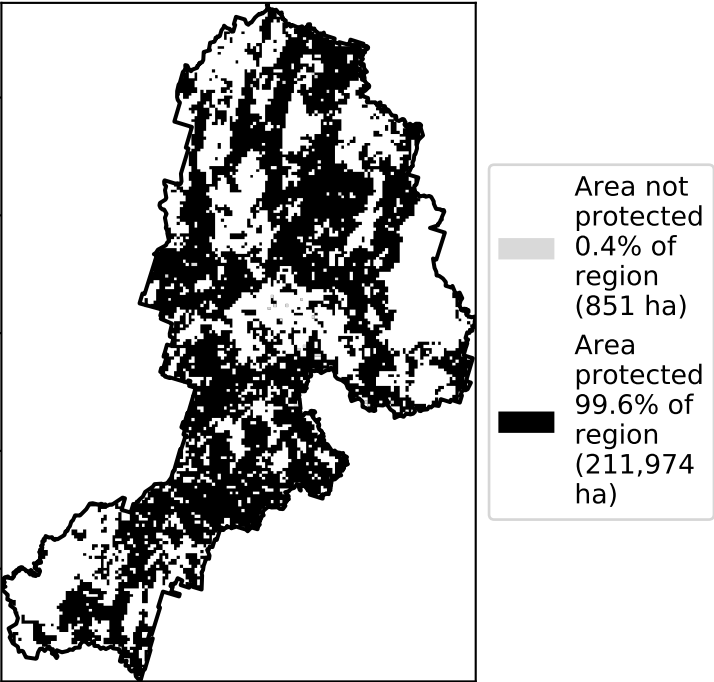 Area not
protected
0.4% of
region
(851 ha)
Area
protected
99.6% of
region
(211,974
ha)